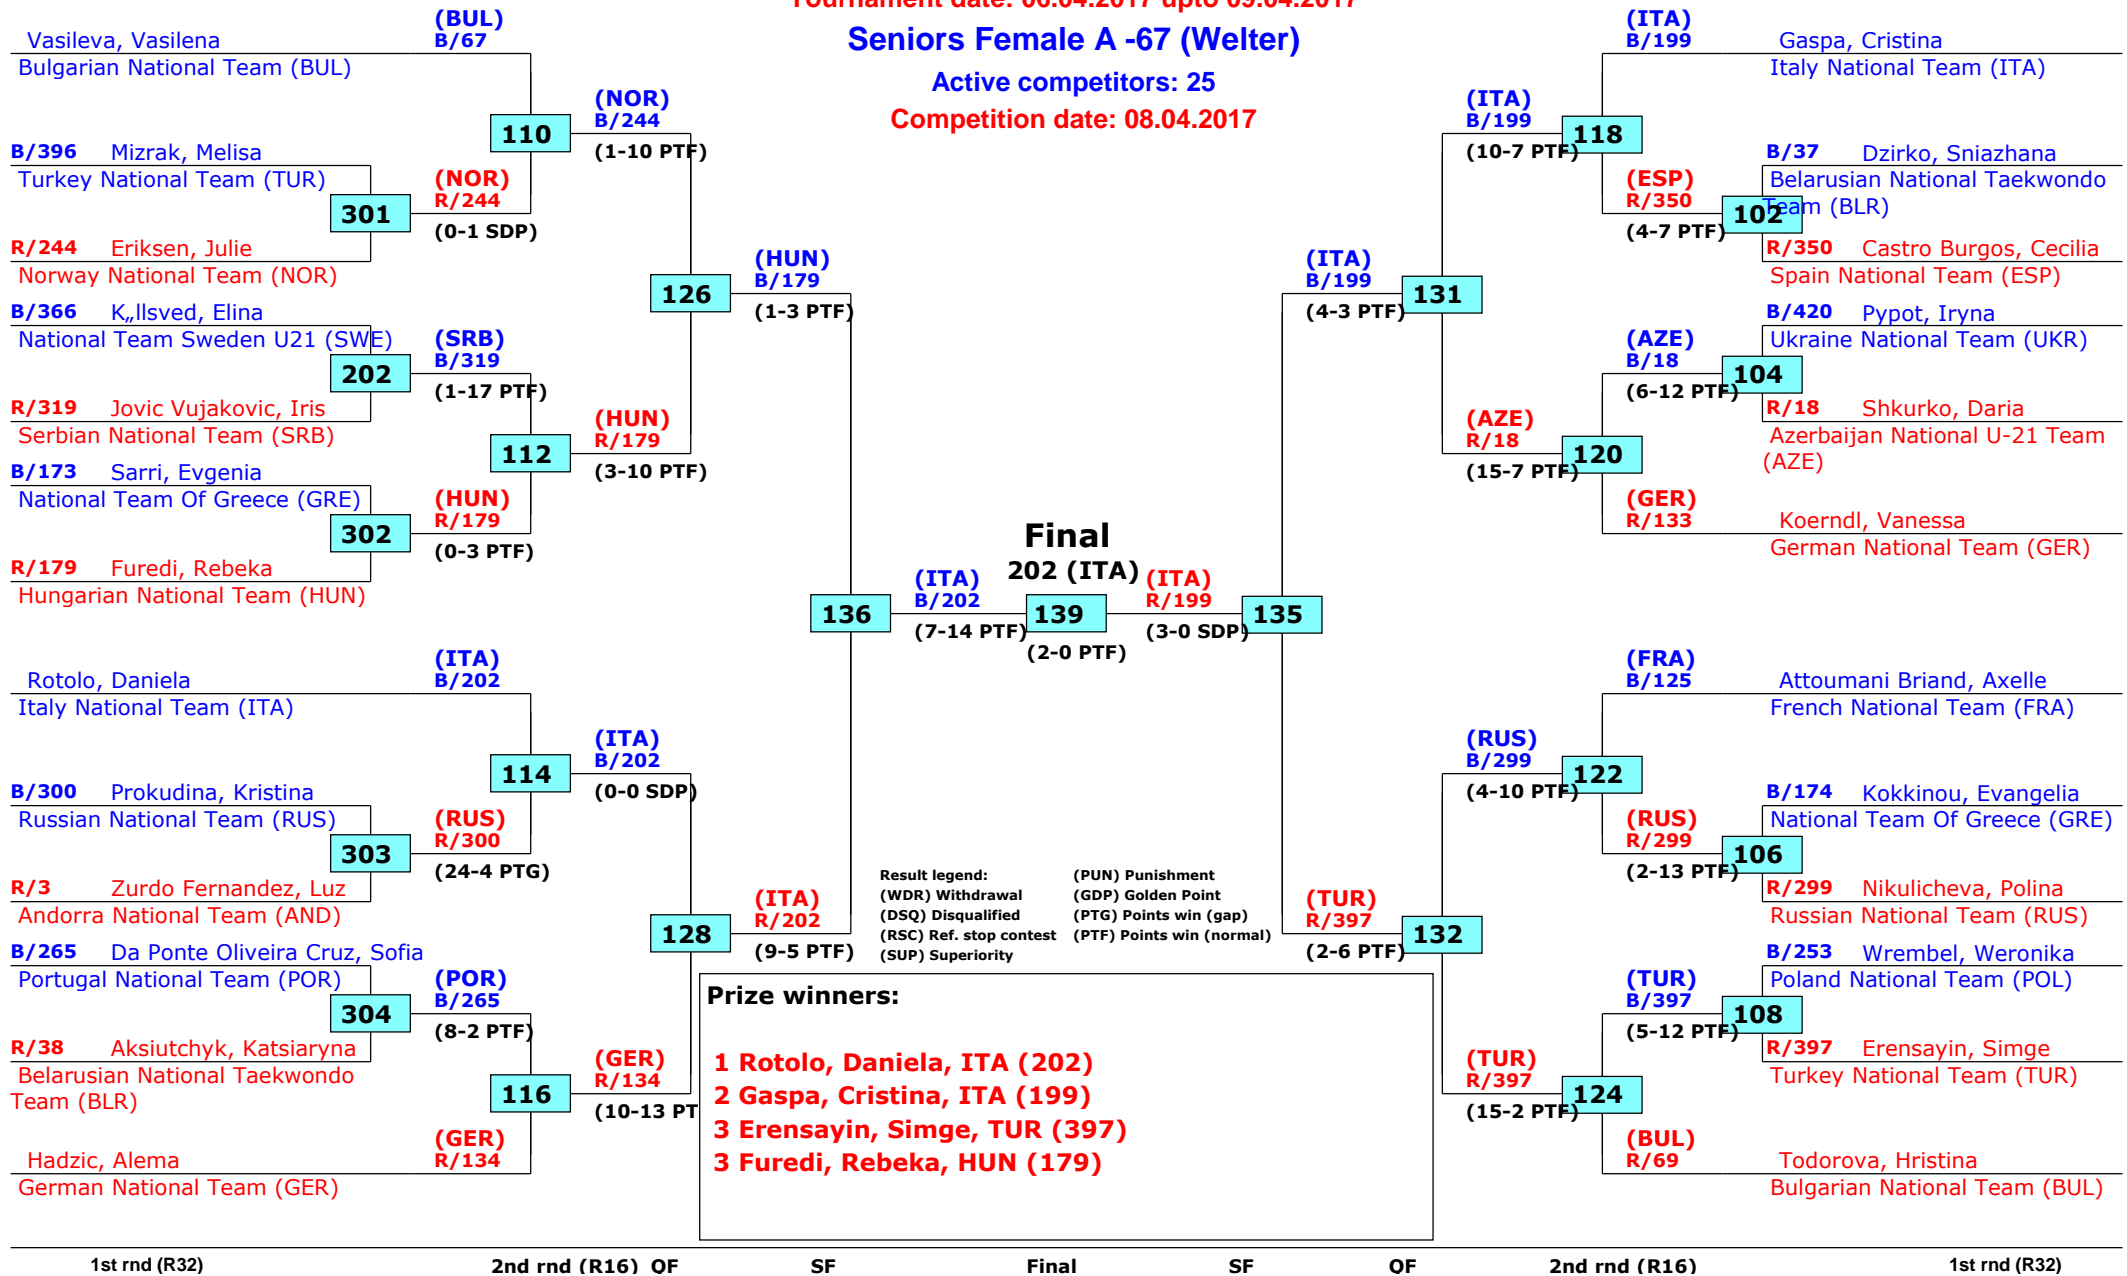 Tournament date: 06.04.2017 upto 09.04.2017
Seniors Female A -67 (Welter)
Active competitors: 25
Competition date: 08.04.2017
Vasileva, Vasilena
Bulgarian National Team (BUL)
(BUL)
B/67
B/396 Mizrak, Melisa
Turkey National Team (TUR)
301
R/244 Eriksen, Julie
Norway National Team (NOR)
(NOR)
R/244
(0-1 SDP)
110
(NOR)
B/244
(1-10 PTF)
B/366 K„llsved, Elina
National Team Sweden U21 (SWE)
202
R/319 Jovic Vujakovic, Iris
Serbian National Team (SRB)
(SRB)
B/319
(1-17 PTF)
B/173 Sarri, Evgenia
National Team Of Greece (GRE)
302
R/179 Furedi, Rebeka
Hungarian National Team (HUN)
(HUN)
R/179
(0-3 PTF)
112
(HUN)
R/179
(3-10 PTF)
126
(HUN)
B/179
(1-3 PTF)
Rotolo, Daniela
Italy National Team (ITA)
(ITA)
B/202
B/300 Prokudina, Kristina
Russian National Team (RUS)
303
R/3 Zurdo Fernandez, Luz
Andorra National Team (AND)
(RUS)
R/300
(24-4 PTG)
114
(ITA)
B/202
(0-0 SDP)
B/265 Da Ponte Oliveira Cruz, Sofia
Portugal National Team (POR)
304
R/38 Aksiutchyk, Katsiaryna
Belarusian National Taekwondo
Team (BLR)
(POR)
B/265
(8-2 PTF)
116
(GER)
R/134
(10-13 PT
Hadzic, Alema
German National Team (GER)
(GER)
R/134
128
(ITA)
R/202
(9-5 PTF)
136
(ITA)
B/202
(7-14 PTF)
Final
202 (ITA)
139
(2-0 PTF)
(ITA)
R/199
(3-0 SDP)
135
(ITA)
B/199
(4-3 PTF)
131
(ITA)
B/199
(10-7 PTF)
118
(ITA)
B/199
Gaspa, Cristina
Italy National Team (ITA)
(ESP)
R/350
(4-7 PTF)
102
B/37 Dzirko, Sniazhana
Belarusian National Taekwondo
Team (BLR)
R/350 Castro Burgos, Cecilia
Spain National Team (ESP)
(AZE)
R/18
(15-7 PTF)
120
(AZE)
B/18
(6-12 PTF)
104
B/420 Pypot, Iryna
Ukraine National Team (UKR)
R/18 Shkurko, Daria
Azerbaijan National U-21 Team
(AZE)
(GER)
R/133
Koerndl, Vanessa
German National Team (GER)
(TUR)
R/397
(2-6 PTF)
132
(RUS)
B/299
(4-10 PTF)
122
(FRA)
B/125
Attoumani Briand, Axelle
French National Team (FRA)
(RUS)
R/299
(2-13 PTF)
106
B/174 Kokkinou, Evangelia
National Team Of Greece (GRE)
R/299 Nikulicheva, Polina
Russian National Team (RUS)
(TUR)
R/397
(15-2 PTF)
124
(TUR)
B/397
(5-12 PTF)
108
B/253 Wrembel, Weronika
Poland National Team (POL)
R/397 Erensayin, Simge
Turkey National Team (TUR)
(BUL)
R/69
Todorova, Hristina
Bulgarian National Team (BUL)
Result legend: (PUN) Punishment
(WDR) Withdrawal (GDP) Golden Point
(DSQ) Disqualified (PTG) Points win (gap)
(RSC) Ref. stop contest (PTF) Points win (normal)
(SUP) Superiority
Prize winners:
1 Rotolo, Daniela, ITA (202)
2 Gaspa, Cristina, ITA (199)
3 Erensayin, Simge, TUR (397)
3 Furedi, Rebeka, HUN (179)
1st rnd (R32) 2nd rnd (R16) QF SF Final SF QF 2nd rnd (R16) 1st rnd (R32)